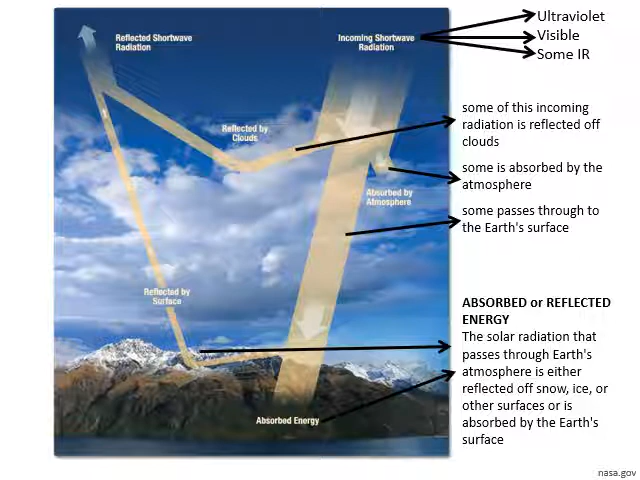 Reflected Shortwave
Radiation
Incoming Shortwave
Radiation
Ultraviolet
Visible
Some IR
Reflected by
Clouds
some of this incoming
radiation is reflected off
clouds
Absorbed by
Atmosphere
some is absorbed by the
atmosphere
some passes through to
the Earth's surface
Reflected by
Surface
ABSORBED or REFLECTED
ENERGY
The solar radiation that
passes through Earth's
atmosphere is either
reflected off snow, ice, or
other surfaces or is
absorbed by the Earth's
surface
Absorbed Energy
nasa.gov